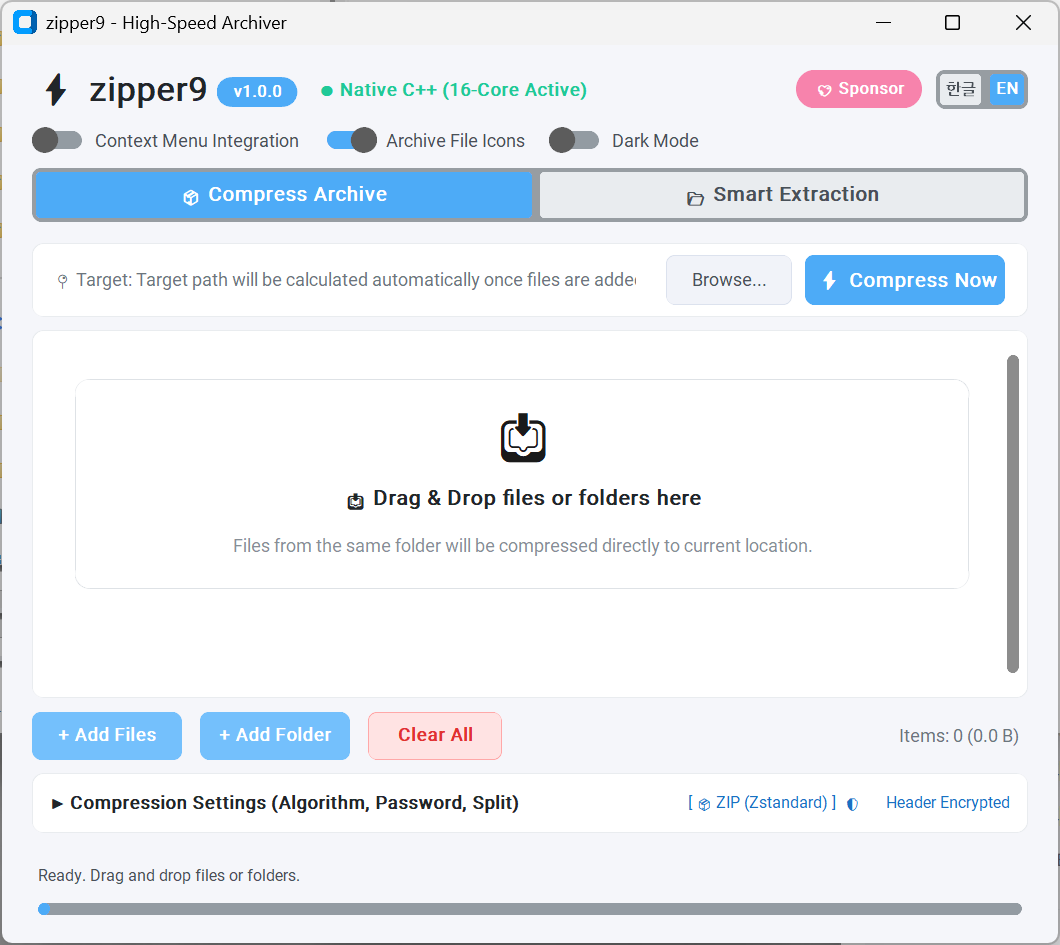 zipper9 - High-Speed Archiver
zipper9 v1.0.0 Native C++ (16-Core Active) Sponsor 한글 EN
Context Menu Integration Archive File Icons Dark Mode
Compress Archive Smart Extraction
Target: Target path will be calculated automatically once files are added Browse... Compress Now
Drag & Drop files or folders here
Files from the same folder will be compressed directly to current location.
+ Add Files + Add Folder Clear All Items: 0 (0.0 B)
► Compression Settings (Algorithm, Password, Split) [ ZIP (Zstandard) ] Header Encrypted
Ready. Drag and drop files or folders.